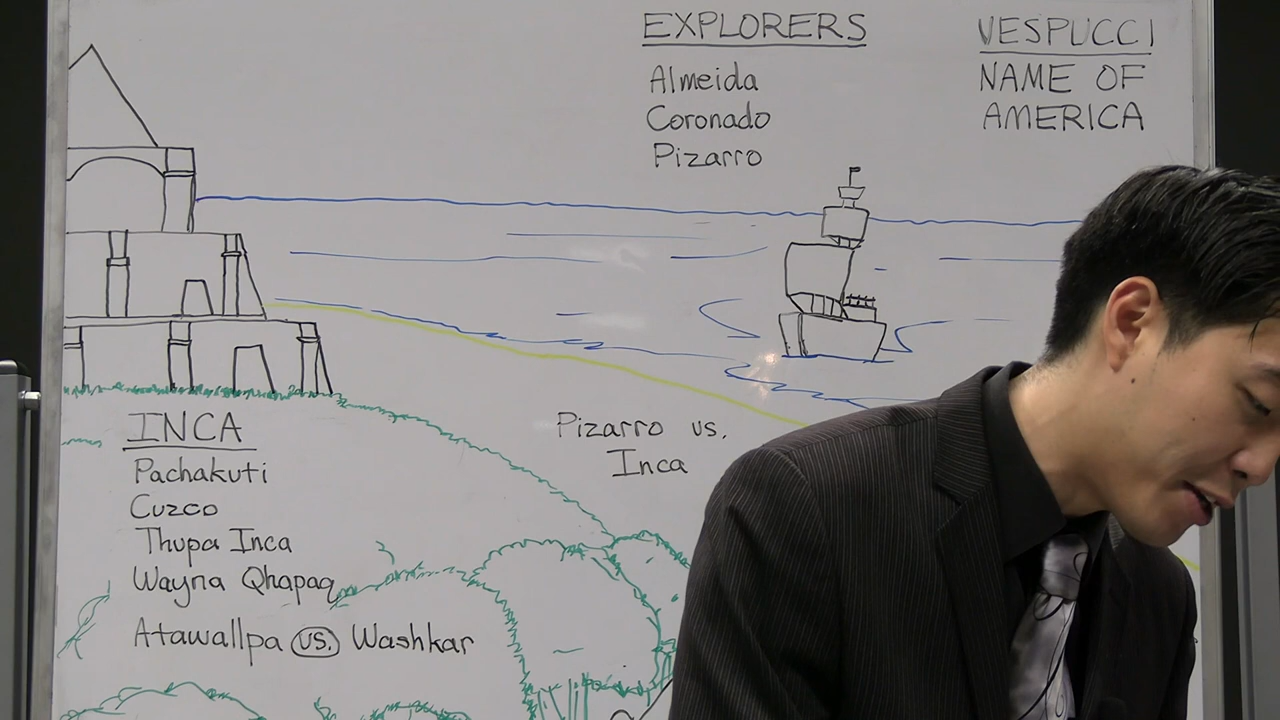 EXPLORERS
Almeida
Coronado
Pizarro
VESPUCCI
NAME OF
AMERICA
Pizarro vs.
Inca
INCA
Pachakuti
Cuzco
Thupa Inca
Wayna Qhapaq
Atawallpa vs. Washkar